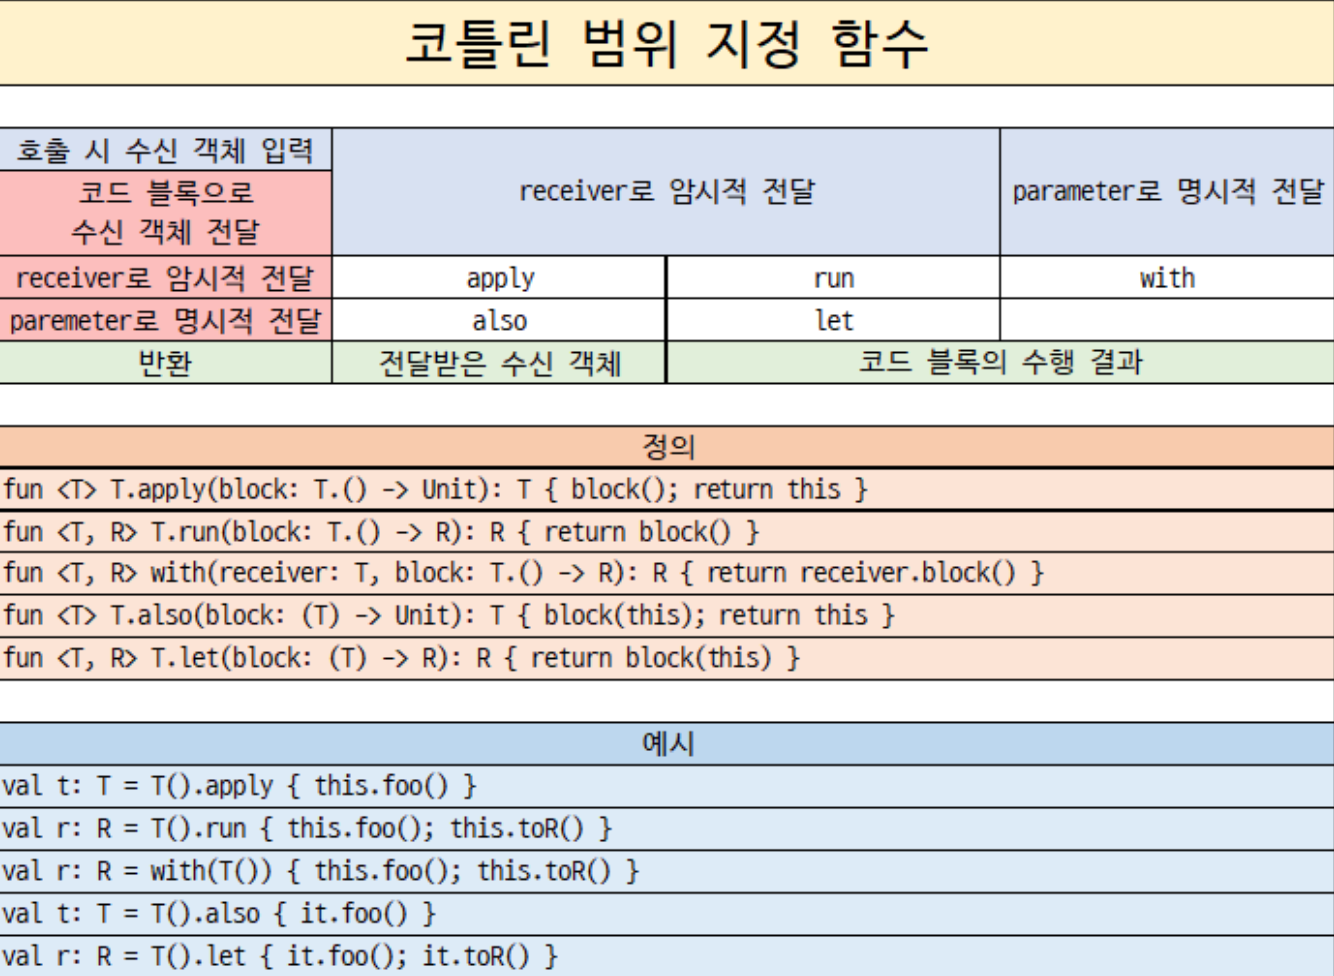 코틀린 범위 지정 함수
호출 시 수신 객체 입력
코드 블록으로
수신 객체 전달
receiver로 암시적 전달
parameter로 명시적 전달
receiver로 암시적 전달
apply
run
with
paremeter로 명시적 전달
also
let
반환
전달받은 수신 객체
코드 블록의 수행 결과
정의
fun <T> T.apply(block: T.() -> Unit): T { block(); return this }
fun <T, R> T.run(block: T.() -> R): R { return block() }
fun <T, R> with(receiver: T, block: T.() -> R): R { return receiver.block() }
fun <T> T.also(block: (T) -> Unit): T { block(this); return this }
fun <T, R> T.let(block: (T) -> R): R { return block(this) }
예시
val t: T = T().apply { this.foo() }
val r: R = T().run { this.foo(); this.toR() }
val r: R = with(T()) { this.foo(); this.toR() }
val t: T = T().also { it.foo() }
val r: R = T().let { it.foo(); it.toR() }